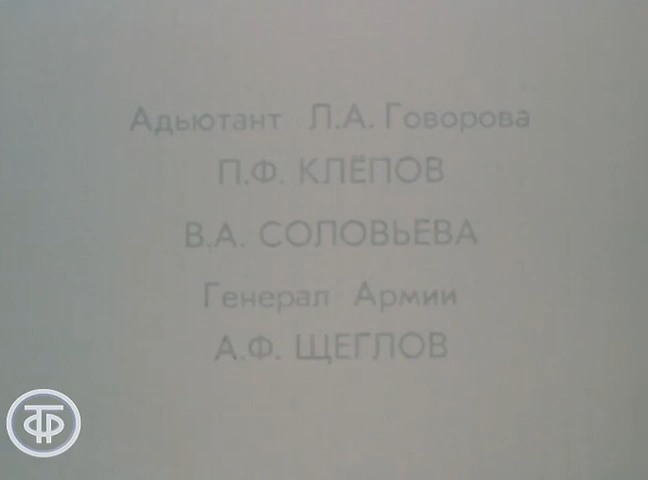 Адьютант Л.А. Говорова
П.Ф. КЛЁПОВ
В.А. СОЛОВЬЕВА
Генерал Армии
А.Ф. ЩЕГЛОВ